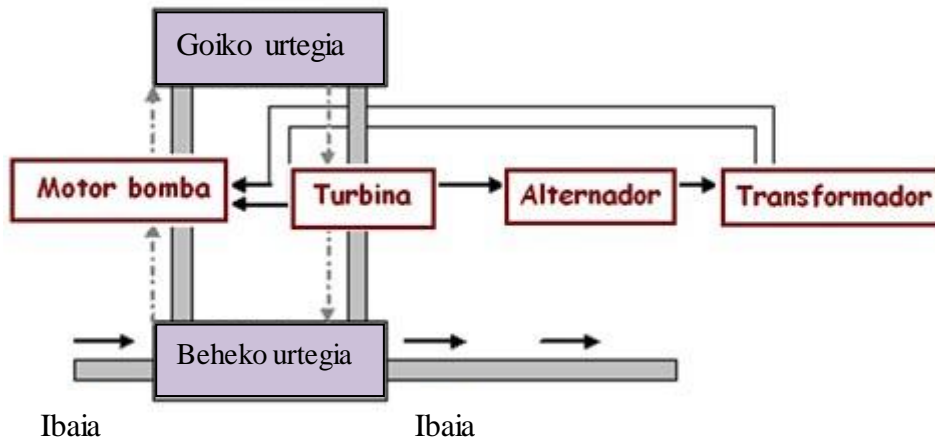 Goiko urtegia
Motor bomba
Turbina
Alternador
Transformador
Beheko urtegia
Ibaia
Ibaia